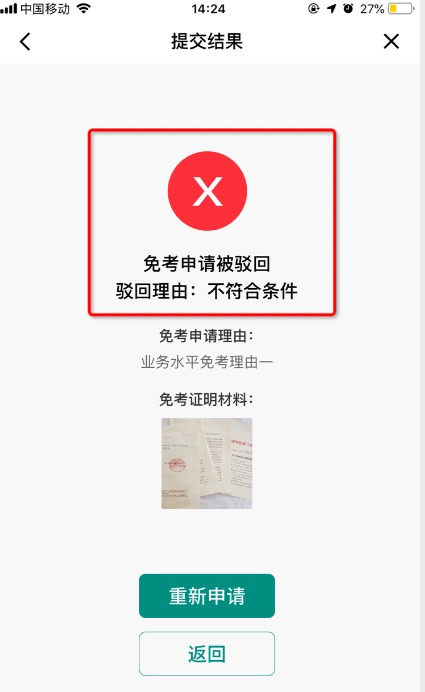 中国移动 14:24 27%
提交结果
X
免考申请被驳回
驳回理由：不符合条件
免考申请理由：
业务水平免考理由一
免考证明材料：
重新申请
返回